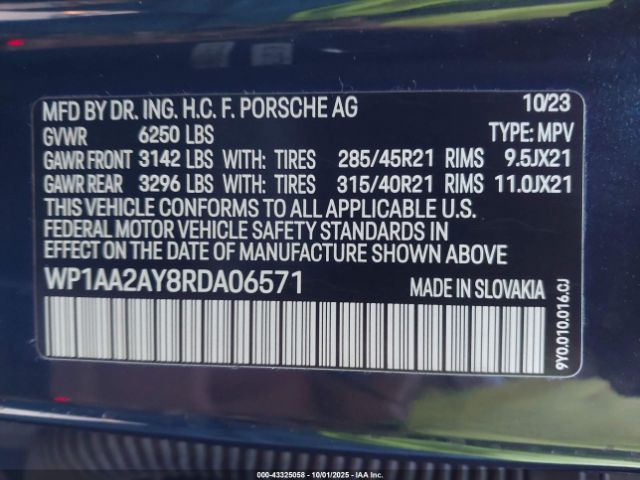 MFD BY DR. ING. H.C. F. PORSCHE AG 10/23
GVWR 6250 LBS TYPE: MPV
GAWR FRONT 3142 LBS WITH: TIRES 285/45R21 RIMS 9.5JX21
GAWR REAR 3296 LBS WITH: TIRES 315/40R21 RIMS 11.0JX21
THIS VEHICLE CONFORMS TO ALL APPLICABLE U.S.
FEDERAL MOTOR VEHICLE SAFETY STANDARDS IN
EFFECT ON THE DATE OF MANUFACTURE SHOWN ABOVE
WP1AA2AY8RDA06571 MADE IN SLOVAKIA
9Y0.010.016.CJ
000-43325058 - 10/01/2025 - IAAI.com